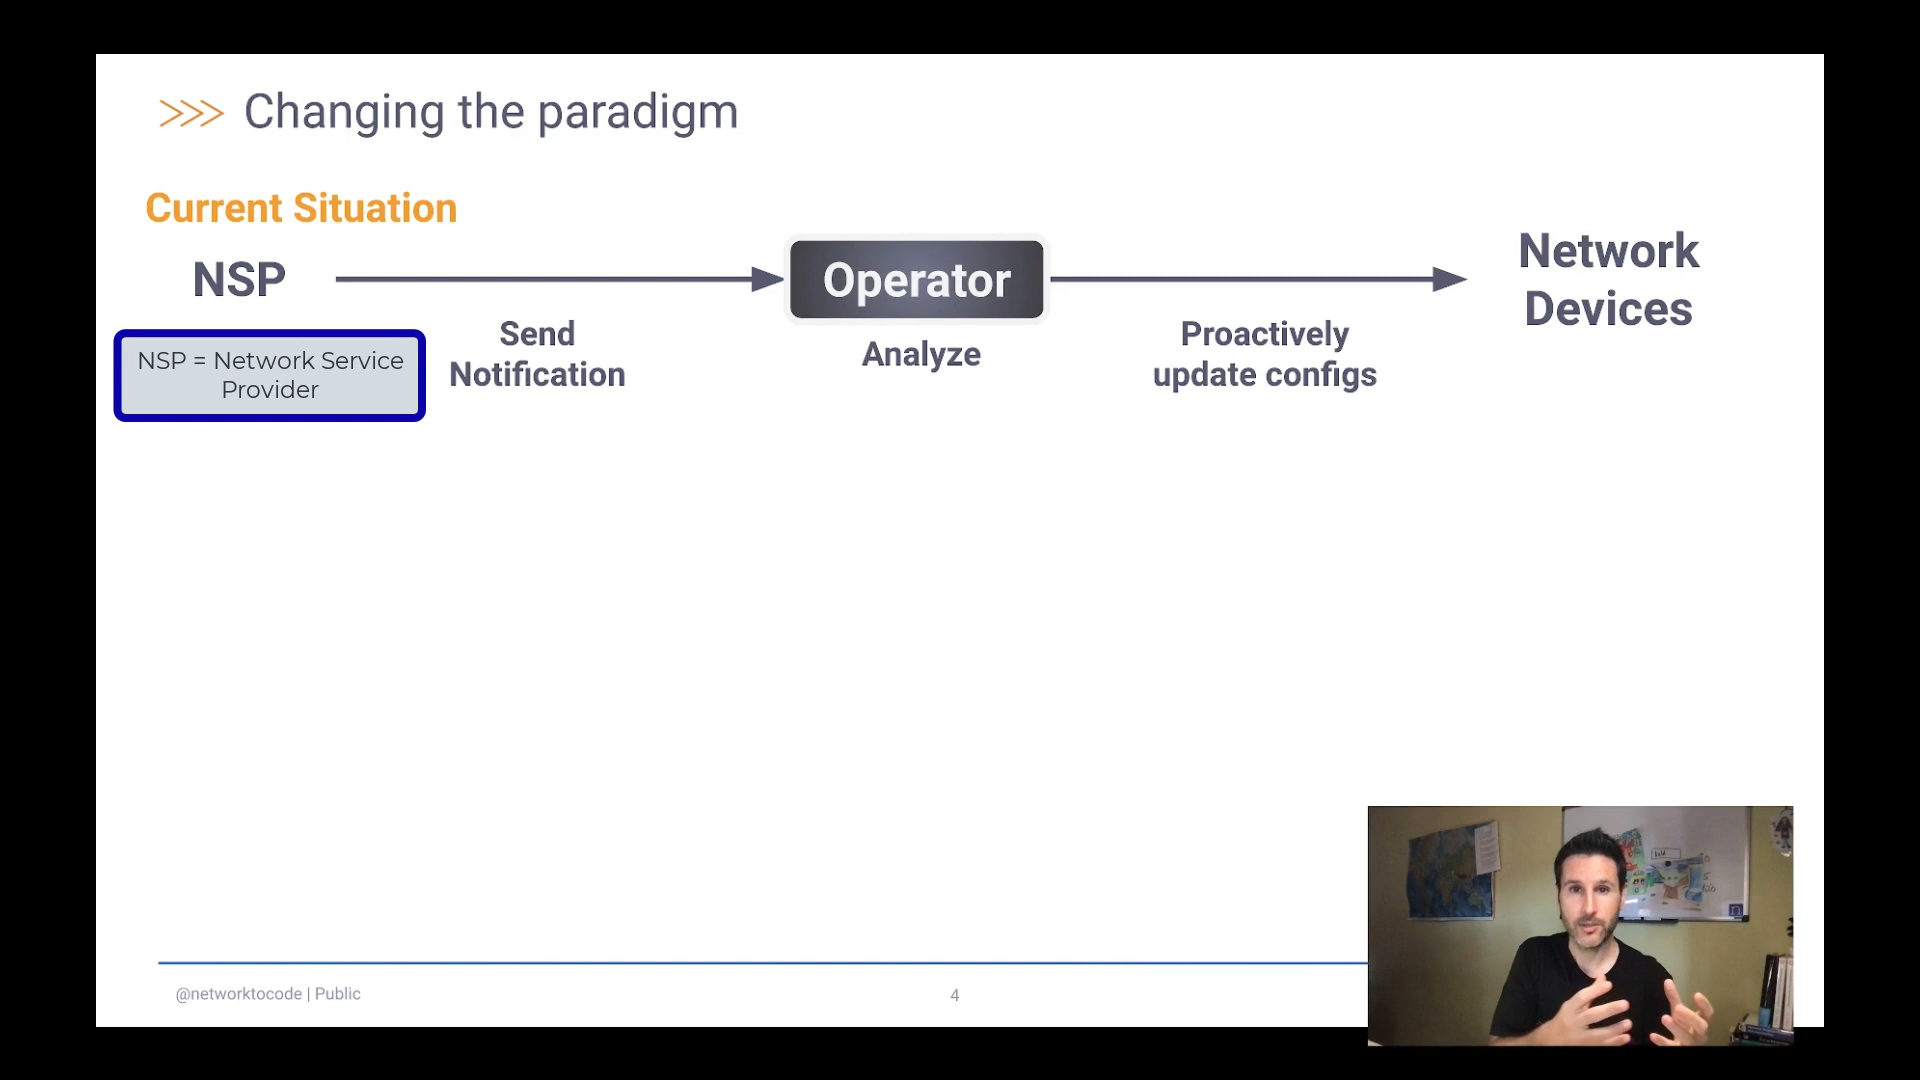 >>> Changing the paradigm
Current Situation
NSP
Operator
Network
Devices
NSP = Network Service
Provider
Send
Notification
Analyze
Proactively
update configs
@networktocode | Public
4